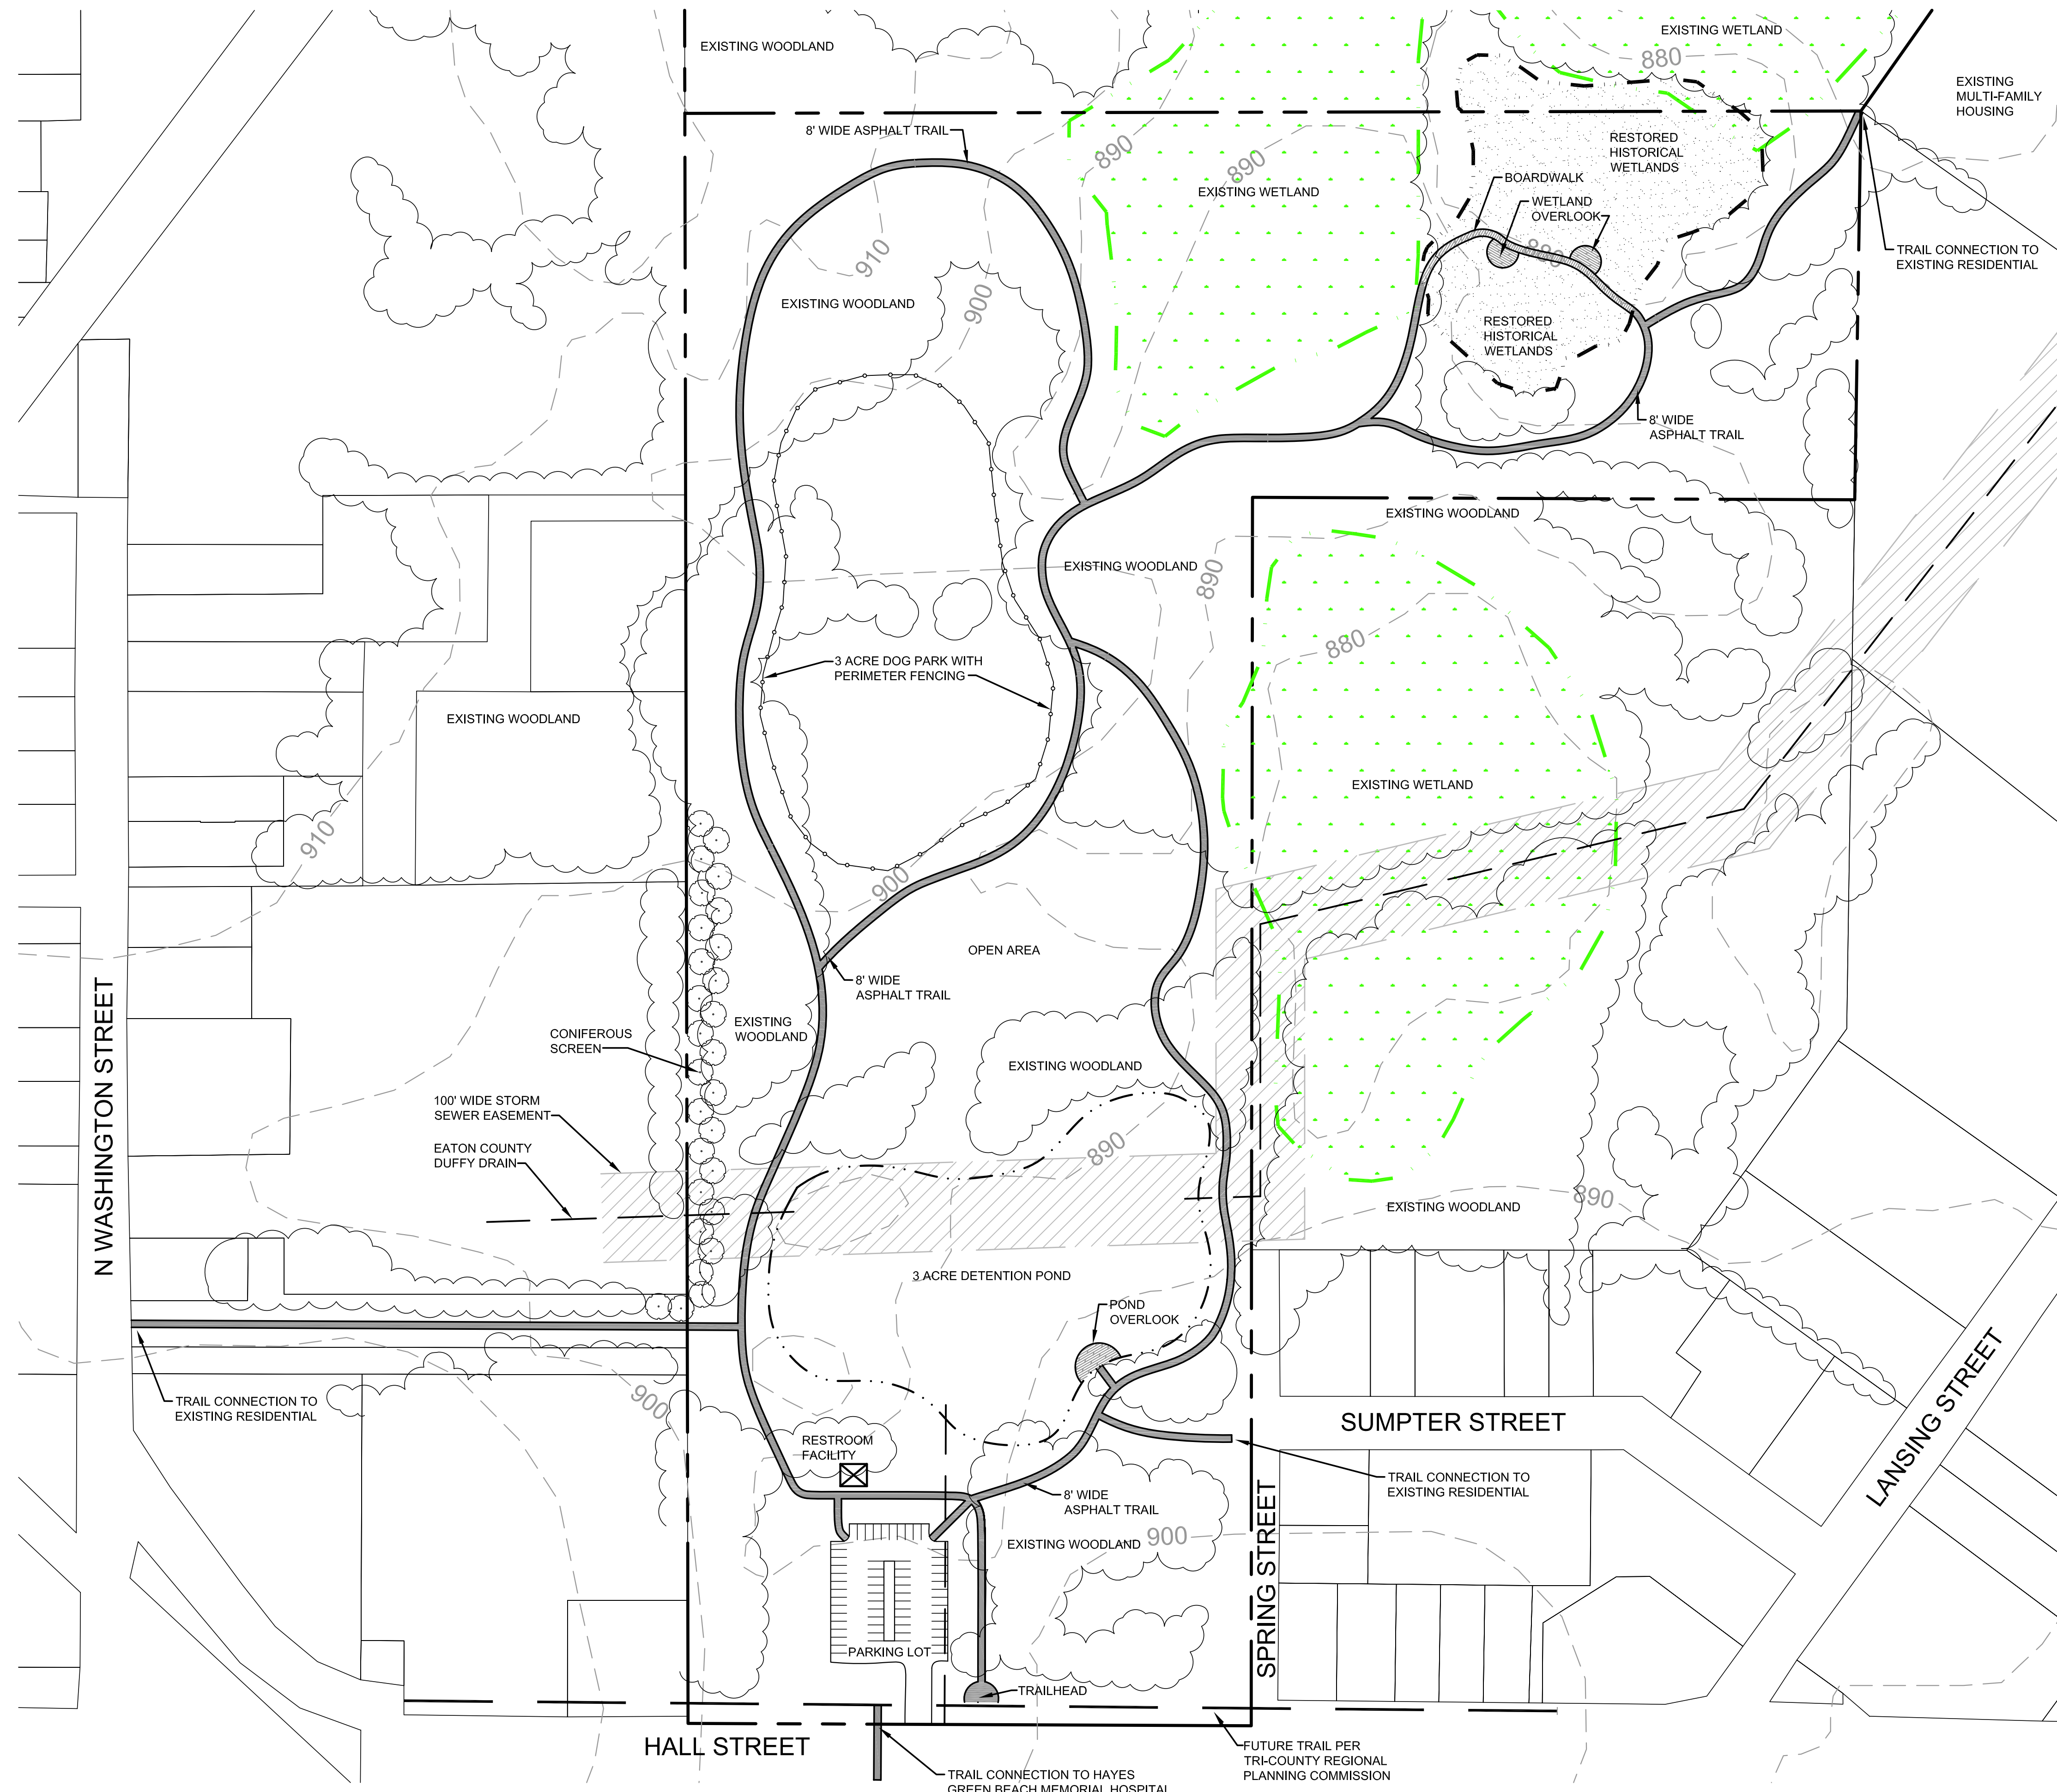 EXISTING WOODLAND
EXISTING WETLAND
880
EXISTING
MULTI-FAMILY
HOUSING
8' WIDE ASPHALT TRAIL
890
890
EXISTING WETLAND
RESTORED
HISTORICAL
WETLANDS
BOARDWALK
WETLAND
OVERLOOK
880
TRAIL CONNECTION TO
EXISTING RESIDENTIAL
910
EXISTING WOODLAND
900
RESTORED
HISTORICAL
WETLANDS
8' WIDE
ASPHALT TRAIL
EXISTING WOODLAND
EXISTING WOODLAND
890
880
3 ACRE DOG PARK WITH
PERIMETER FENCING
EXISTING WOODLAND
EXISTING WETLAND
910
900
OPEN AREA
8' WIDE
ASPHALT TRAIL
N WASHINGTON STREET
CONIFEROUS
SCREEN
EXISTING
WOODLAND
EXISTING WOODLAND
100' WIDE STORM
SEWER EASEMENT
EATON COUNTY
DUFFY DRAIN
890
EXISTING WOODLAND
890
3 ACRE DETENTION POND
POND
OVERLOOK
TRAIL CONNECTION TO
EXISTING RESIDENTIAL
900
SUMPTER STREET
LANSING STREET
RESTROOM
FACILITY
TRAIL CONNECTION TO
EXISTING RESIDENTIAL
8' WIDE
ASPHALT TRAIL
EXISTING WOODLAND
900
SPRING STREET
PARKING LOT
TRAILHEAD
HALL STREET
FUTURE TRAIL PER
TRI-COUNTY REGIONAL
PLANNING COMMISSION
TRAIL CONNECTION TO HAYES
GREEN BEACH MEMORIAL HOSPITAL